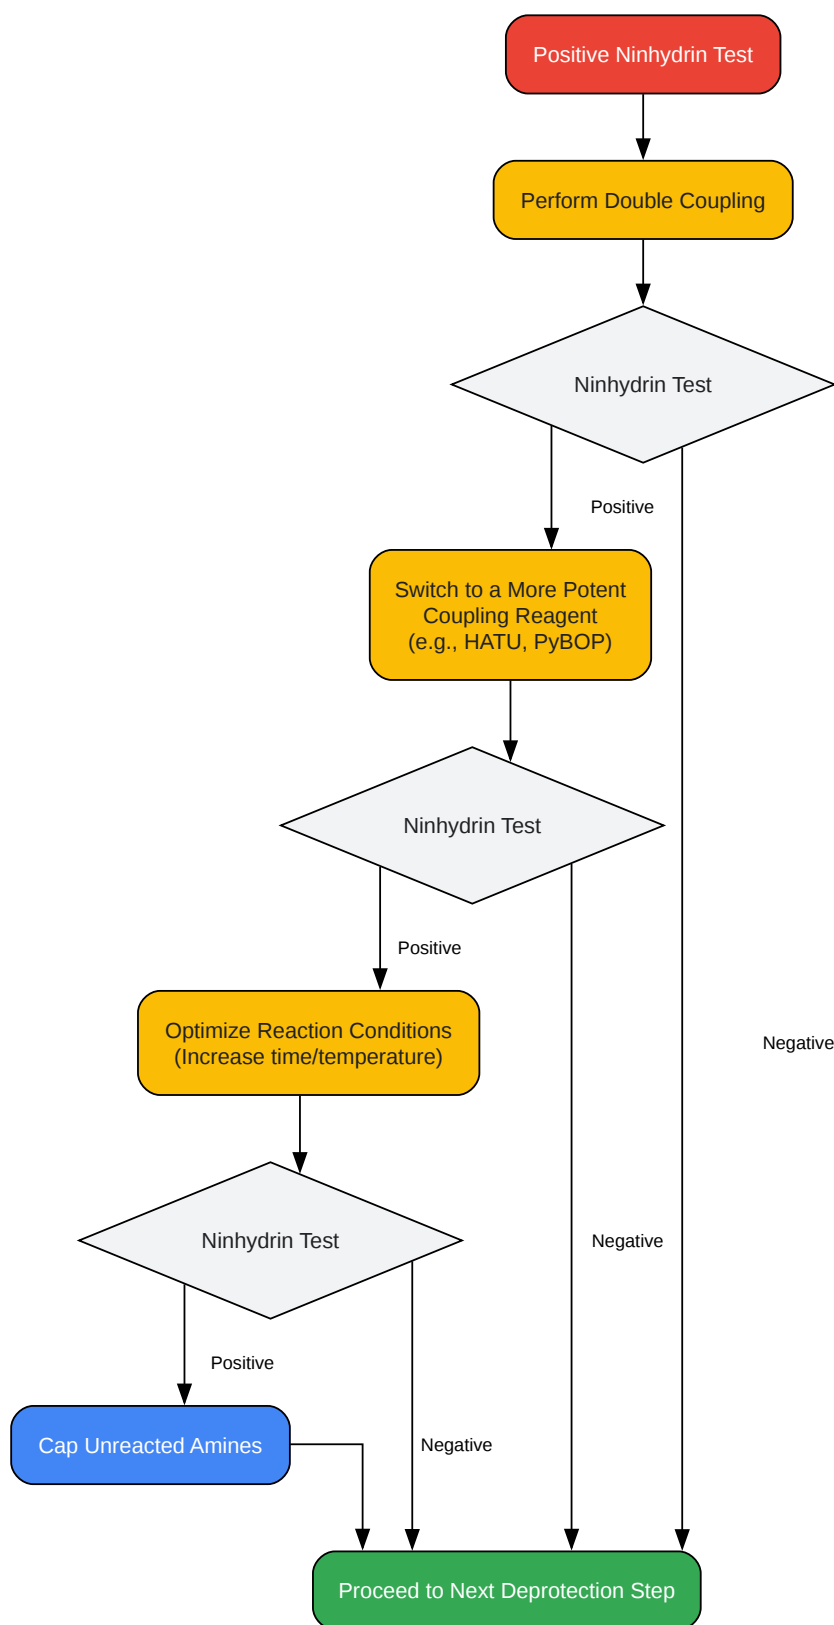 Positive Ninhydrin Test
Perform Double Coupling
Ninhydrin Test
Positive
Switch to a More Potent
Coupling Reagent
(e.g., HATU, PyBOP)
Ninhydrin Test
Positive
Optimize Reaction Conditions
(Increase time/temperature)
Negative
Ninhydrin Test
Negative
Positive
Cap Unreacted Amines
Negative
Proceed to Next Deprotection Step